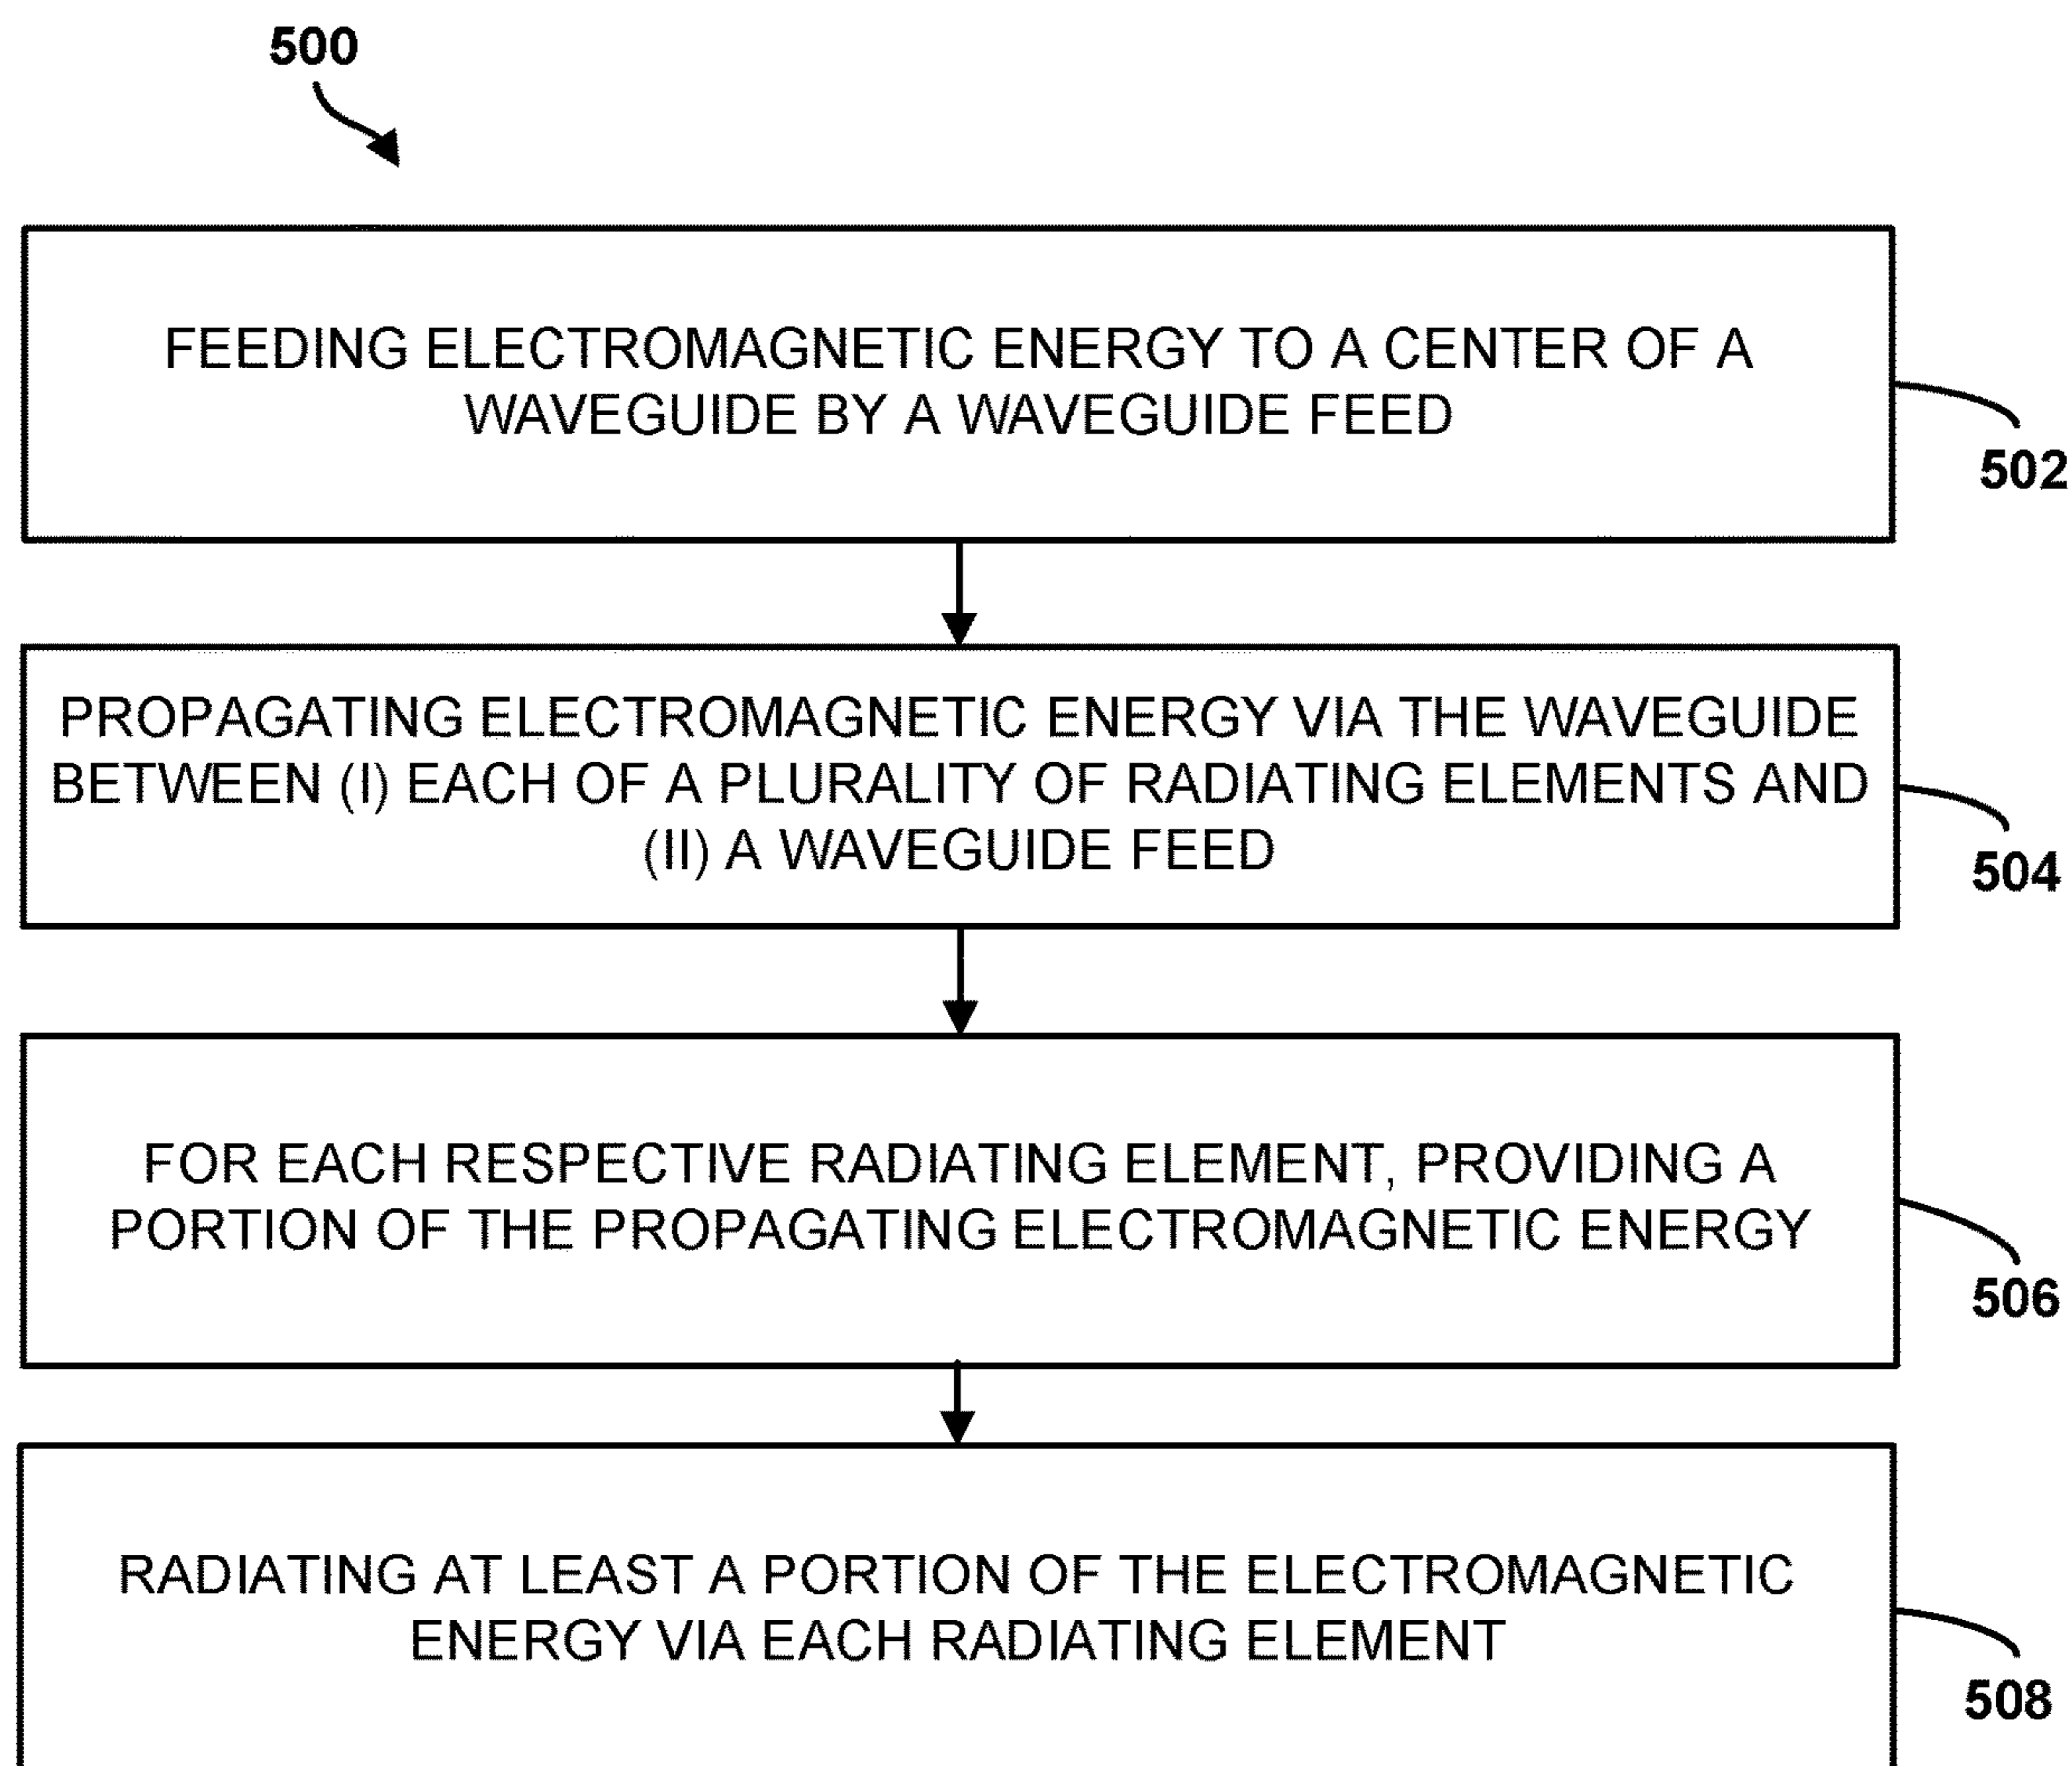 500
FEEDING ELECTROMAGNETIC ENERGY TO A CENTER OF A
WAVEGUIDE BY A WAVEGUIDE FEED
502
PROPAGATING ELECTROMAGNETIC ENERGY VIA THE WAVEGUIDE
BETWEEN (I) EACH OF A PLURALITY OF RADIATING ELEMENTS AND
(II) A WAVEGUIDE FEED
504
FOR EACH RESPECTIVE RADIATING ELEMENT, PROVIDING A
PORTION OF THE PROPAGATING ELECTROMAGNETIC ENERGY
506
RADIATING AT LEAST A PORTION OF THE ELECTROMAGNETIC
ENERGY VIA EACH RADIATING ELEMENT
508